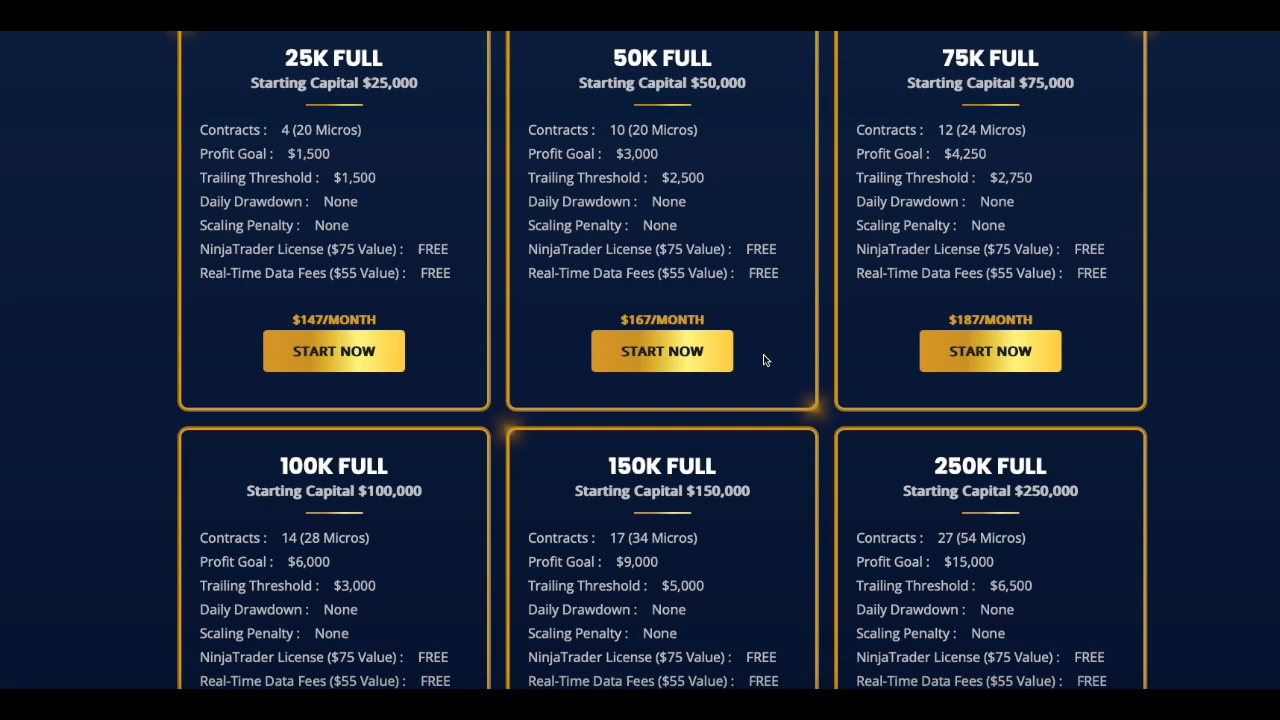 25K FULL
Starting Capital $25,000
Contracts : 4 (20 Micros)
Profit Goal : $1,500
Trailing Threshold : $1,500
Daily Drawdown : None
Scaling Penalty : None
NinjaTrader License ($75 Value) : FREE
Real-Time Data Fees ($55 Value) : FREE
$147/MONTH
START NOW
50K FULL
Starting Capital $50,000
Contracts : 10 (20 Micros)
Profit Goal : $3,000
Trailing Threshold : $2,500
Daily Drawdown : None
Scaling Penalty : None
NinjaTrader License ($75 Value) : FREE
Real-Time Data Fees ($55 Value) : FREE
$167/MONTH
START NOW
75K FULL
Starting Capital $75,000
Contracts : 12 (24 Micros)
Profit Goal : $4,250
Trailing Threshold : $2,750
Daily Drawdown : None
Scaling Penalty : None
NinjaTrader License ($75 Value) : FREE
Real-Time Data Fees ($55 Value) : FREE
$187/MONTH
START NOW
100K FULL
Starting Capital $100,000
Contracts : 14 (28 Micros)
Profit Goal : $6,000
Trailing Threshold : $3,000
Daily Drawdown : None
Scaling Penalty : None
NinjaTrader License ($75 Value) : FREE
Real-Time Data Fees ($55 Value) : FREE
150K FULL
Starting Capital $150,000
Contracts : 17 (34 Micros)
Profit Goal : $9,000
Trailing Threshold : $5,000
Daily Drawdown : None
Scaling Penalty : None
NinjaTrader License ($75 Value) : FREE
Real-Time Data Fees ($55 Value) : FREE
250K FULL
Starting Capital $250,000
Contracts : 27 (54 Micros)
Profit Goal : $15,000
Trailing Threshold : $6,500
Daily Drawdown : None
Scaling Penalty : None
NinjaTrader License ($75 Value) : FREE
Real-Time Data Fees ($55 Value) : FREE